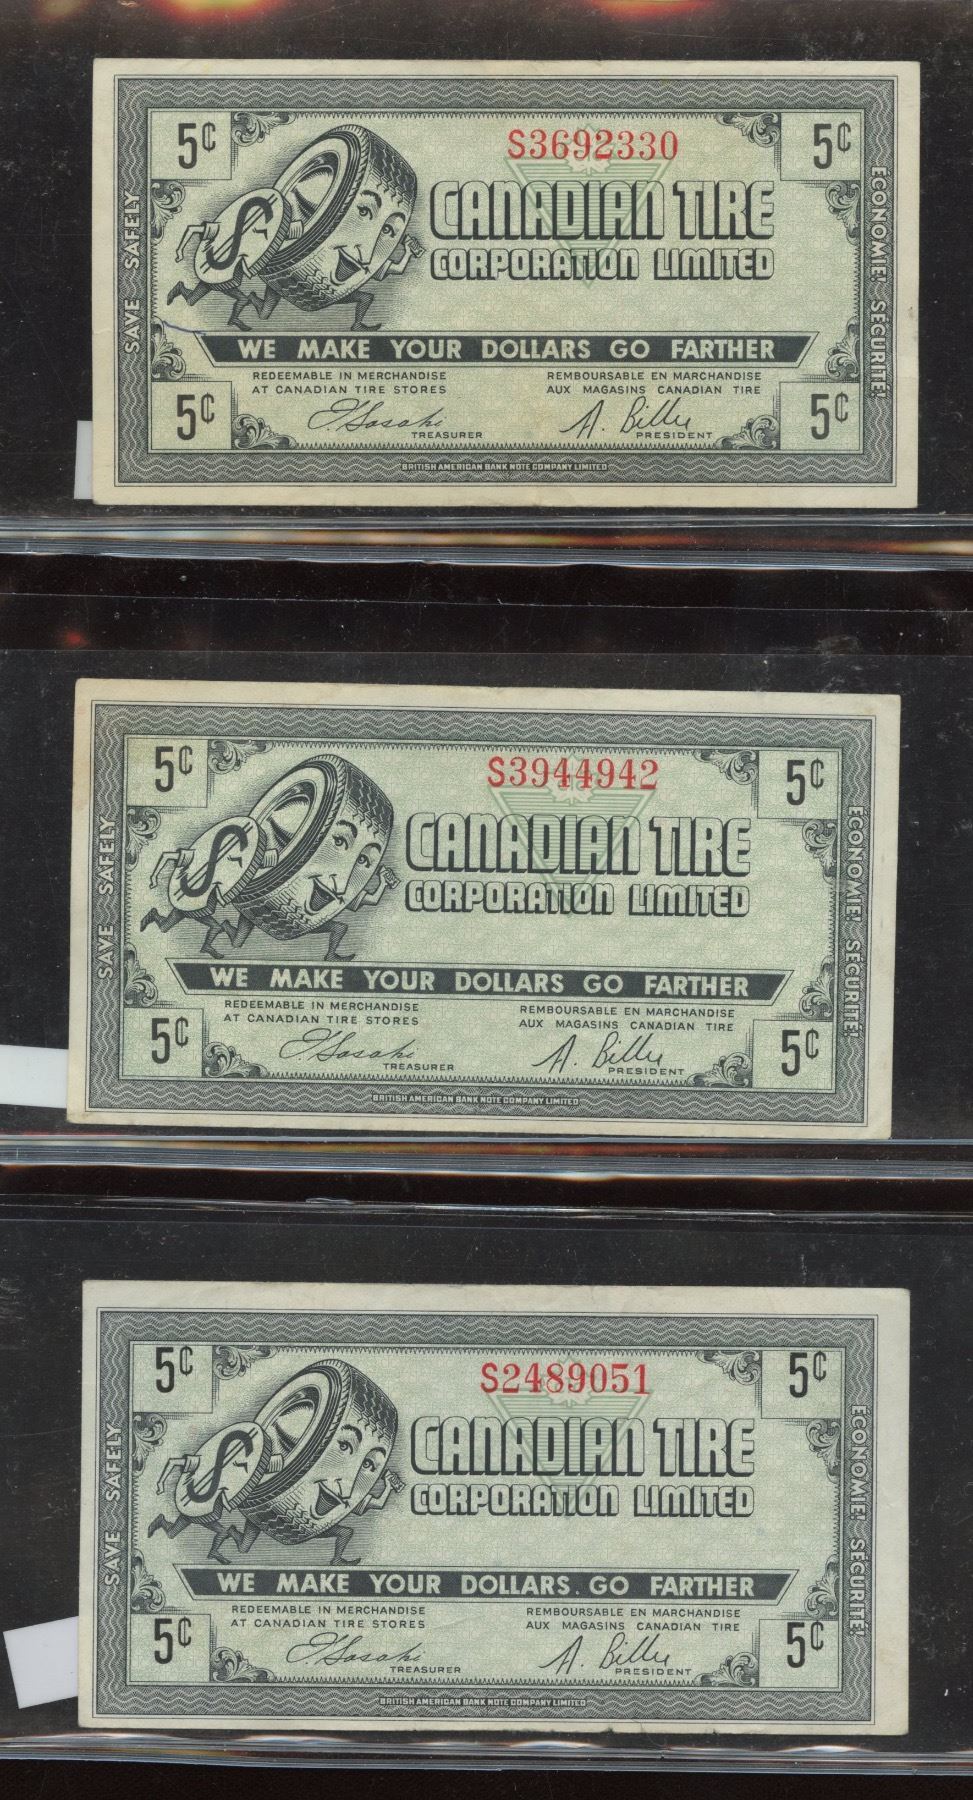 5¢ S3692330 5¢
CANADIAN TIRE
CORPORATION LIMITED
SAVE SAFELY
ÉCONOMIE! SÉCURITÉ!
WE MAKE YOUR DOLLARS GO FARTHER
REDEEMABLE IN MERCHANDISE REMBOURSABLE EN MARCHANDISE
AT CANADIAN TIRE STORES AUX MAGASINS CANADIAN TIRE
5¢ TREASURER A. Billes PRESIDENT 5¢
BRITISH AMERICAN BANK NOTE COMPANY LIMITED
5¢ S3944942 5¢
CANADIAN TIRE
CORPORATION LIMITED
SAVE SAFELY
ÉCONOMIE! SÉCURITÉ!
WE MAKE YOUR DOLLARS GO FARTHER
REDEEMABLE IN MERCHANDISE REMBOURSABLE EN MARCHANDISE
AT CANADIAN TIRE STORES AUX MAGASINS CANADIAN TIRE
5¢ TREASURER A. Billes PRESIDENT 5¢
BRITISH AMERICAN BANK NOTE COMPANY LIMITED
5¢ S2489051 5¢
CANADIAN TIRE
CORPORATION LIMITED
SAVE SAFELY
ÉCONOMIE! SÉCURITÉ!
WE MAKE YOUR DOLLARS GO FARTHER
REDEEMABLE IN MERCHANDISE REMBOURSABLE EN MARCHANDISE
AT CANADIAN TIRE STORES AUX MAGASINS CANADIAN TIRE
5¢ TREASURER A. Billes PRESIDENT 5¢
BRITISH AMERICAN BANK NOTE COMPANY LIMITED